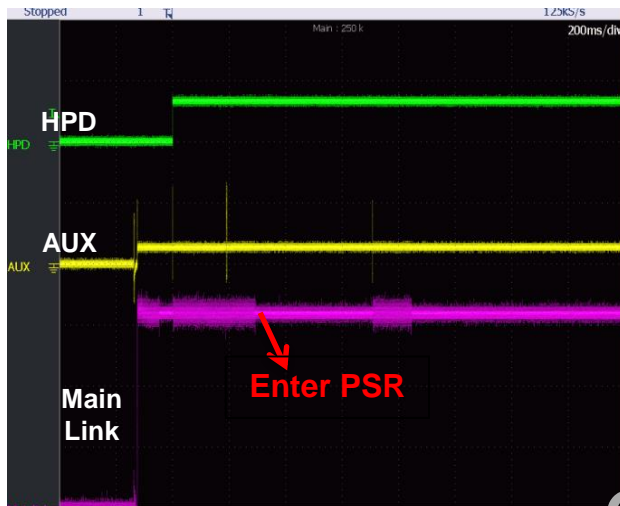 Stopped 1 125kS/s
Main : 250 k 200ms/div
HPD
HPD
AUX
AUX
Enter PSR
Main
Link